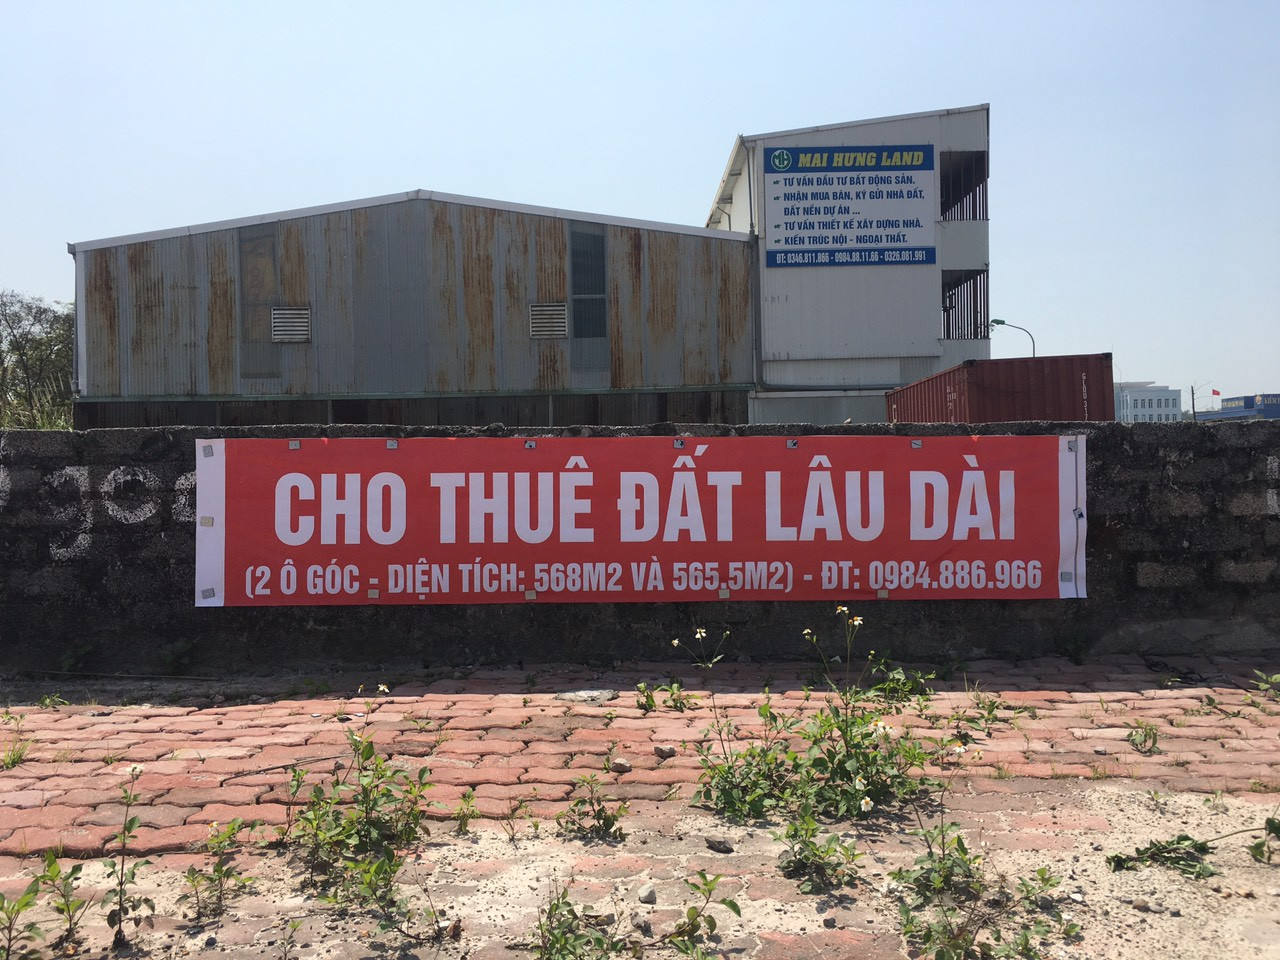 MAI HƯNG LAND
TƯ VẤN ĐẦU TƯ BẤT ĐỘNG SẢN.
NHẬN MUA BÁN, KÝ GỬI NHÀ ĐẤT,
ĐẤT NỀN DỰ ÁN ...
TƯ VẤN THIẾT KẾ XÂY DỰNG NHÀ.
KIẾN TRÚC NỘI - NGOẠI THẤT.
ĐT: 0346.811.866 - 0984.88.11.66 - 0326.081.991
CHO THUÊ ĐẤT LÂU DÀI
(2 Ô GÓC - DIỆN TÍCH: 568M2 VÀ 565.5M2) - ĐT: 0984.886.966